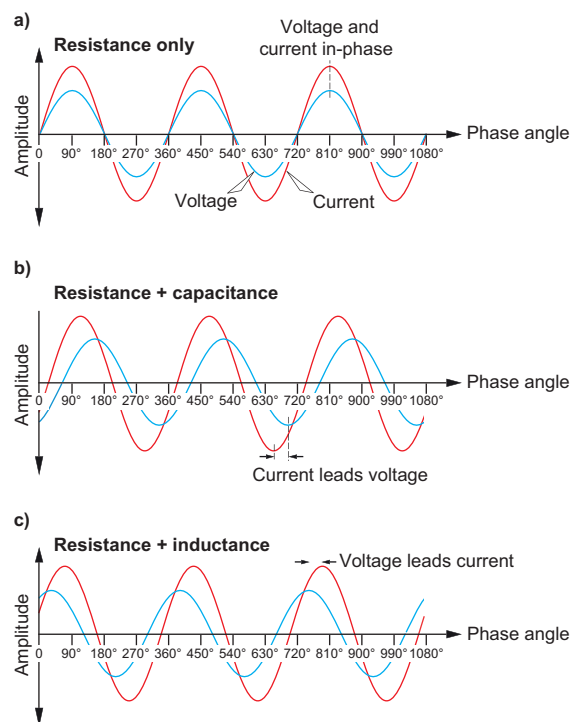 a)
Resistance only
Voltage and
current in-phase
Amplitude
Phase angle
0 90° 180° 270° 360° 450° 540° 630° 720° 810° 900° 990° 1080°
Voltage
Current
b)
Resistance + capacitance
Amplitude
Phase angle
0 90° 180° 270° 360° 450° 540° 630° 720° 810° 900° 990° 1080°
Current leads voltage
c)
Resistance + inductance
Voltage leads current
Amplitude
Phase angle
0 90° 180° 270° 360° 450° 540° 630° 720° 810° 900° 990° 1080°